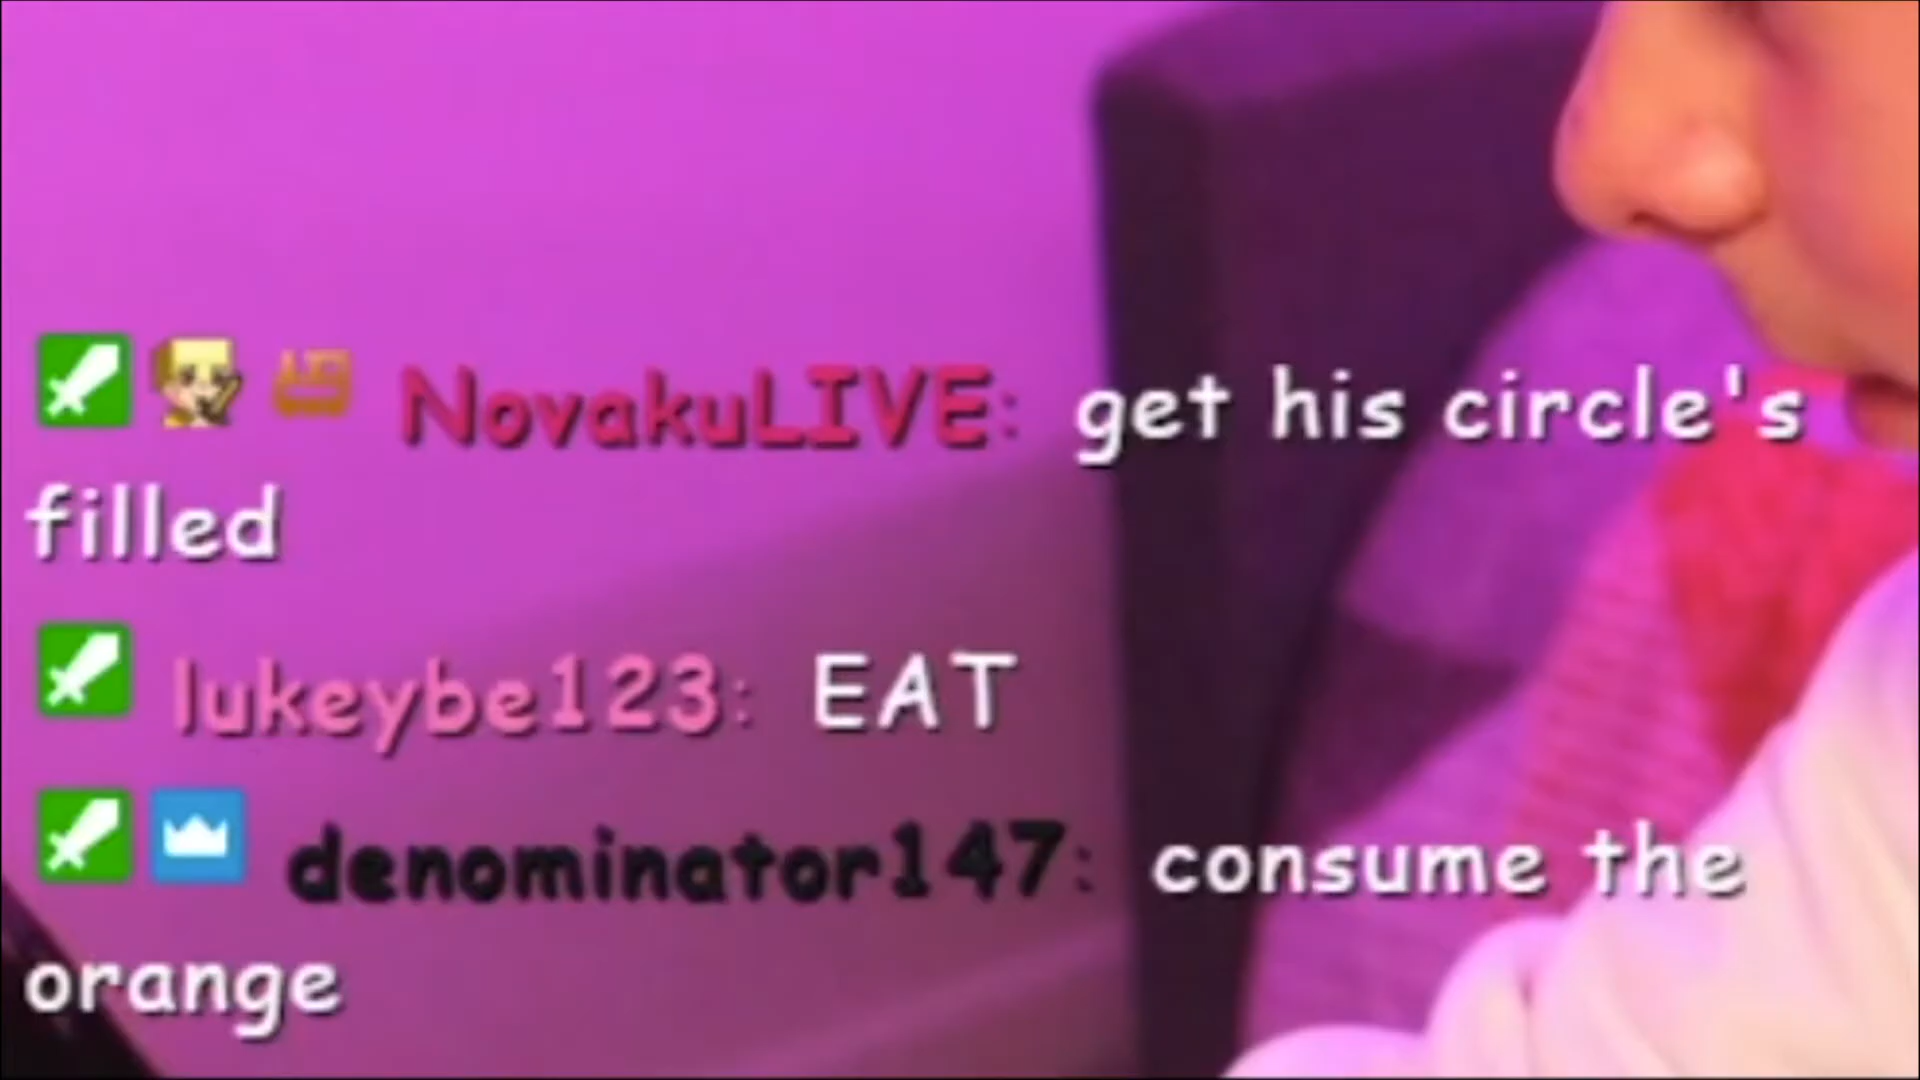 NovakuLIVE: get his circle's
filled
lukeybe123: EAT
denominator147: consume the
orange